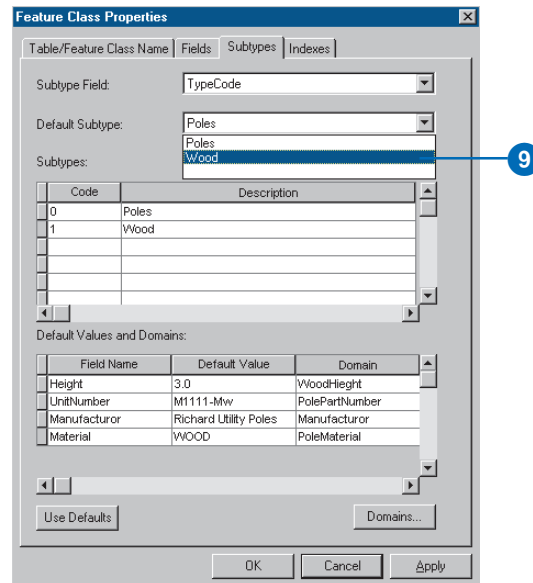 Feature Class Properties
Table/Feature Class Name Fields Subtypes Indexes
Subtype Field: TypeCode
Default Subtype: Poles
Poles
Wood
9
Subtypes:
Code Description
0 Poles
1 Wood
Default Values and Domains:
Field Name Default Value Domain
Height 3.0 WoodHieght
UnitNumber M1111-Mw PolePartNumber
Manufacturor Richard Utility Poles Manufacturor
Material WOOD PoleMaterial
Use Defaults Domains...
OK Cancel Apply